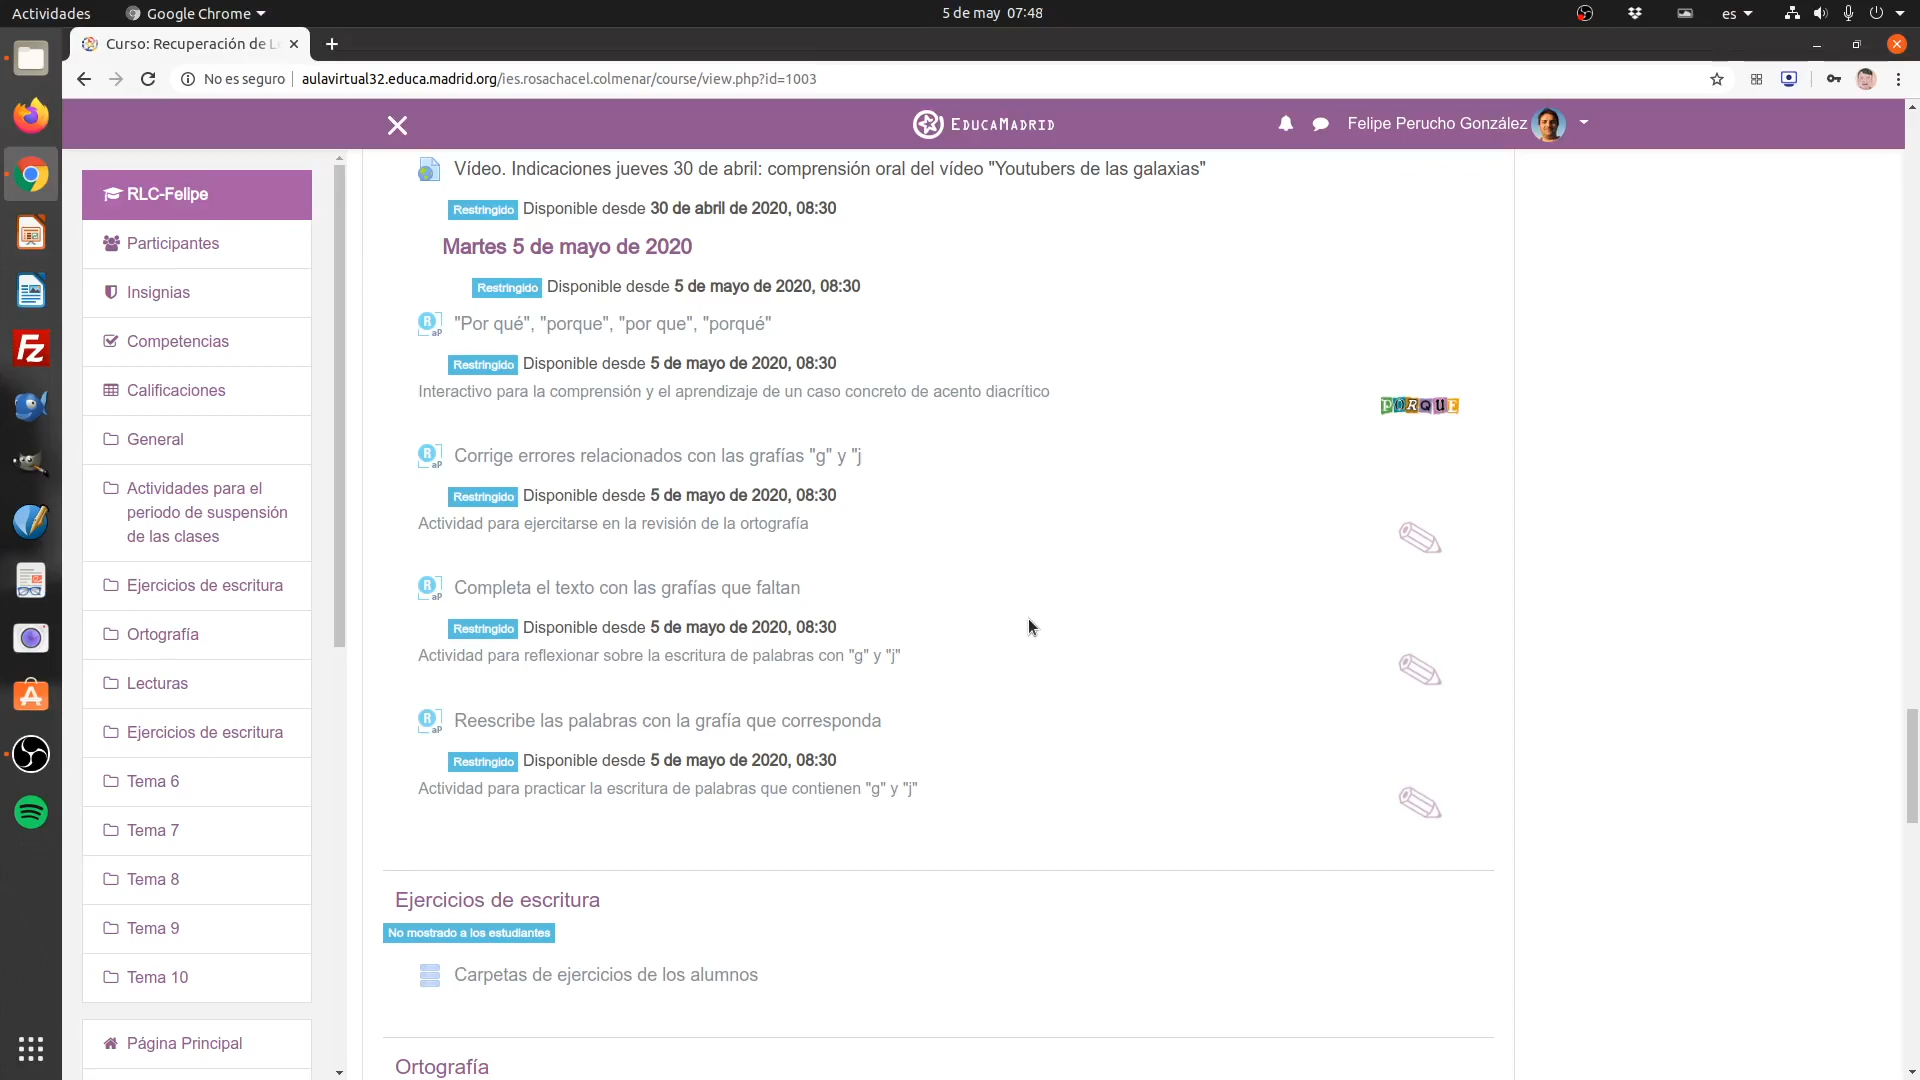 Actividades
Google Chrome
5 de may 07:48
es
Curso: Recuperación de L
No es seguro
aulavirtual32.educa.madrid.org/ies.rosachacel.colmenar/course/view.php?id=1003
EDUCAMADRID
Felipe Perucho González
RLC-Felipe
Participantes
Insignias
Competencias
Calificaciones
General
Actividades para el
periodo de suspensión
de las clases
Ejercicios de escritura
Ortografía
Lecturas
Ejercicios de escritura
Tema 6
Tema 7
Tema 8
Tema 9
Tema 10
Página Principal
Vídeo. Indicaciones jueves 30 de abril: comprensión oral del vídeo "Youtubers de las galaxias"
Restringido Disponible desde 30 de abril de 2020, 08:30
Martes 5 de mayo de 2020
Restringido Disponible desde 5 de mayo de 2020, 08:30
"Por qué", "porque", "por que", "porqué"
Restringido Disponible desde 5 de mayo de 2020, 08:30
Interactivo para la comprensión y el aprendizaje de un caso concreto de acento diacrítico
PORQUE
Corrige errores relacionados con las grafías "g" y "j
Restringido Disponible desde 5 de mayo de 2020, 08:30
Actividad para ejercitarse en la revisión de la ortografía
Completa el texto con las grafías que faltan
Restringido Disponible desde 5 de mayo de 2020, 08:30
Actividad para reflexionar sobre la escritura de palabras con "g" y "j"
Reescribe las palabras con la grafía que corresponda
Restringido Disponible desde 5 de mayo de 2020, 08:30
Actividad para practicar la escritura de palabras que contienen "g" y "j"
Ejercicios de escritura
No mostrado a los estudiantes
Carpetas de ejercicios de los alumnos
Ortografía